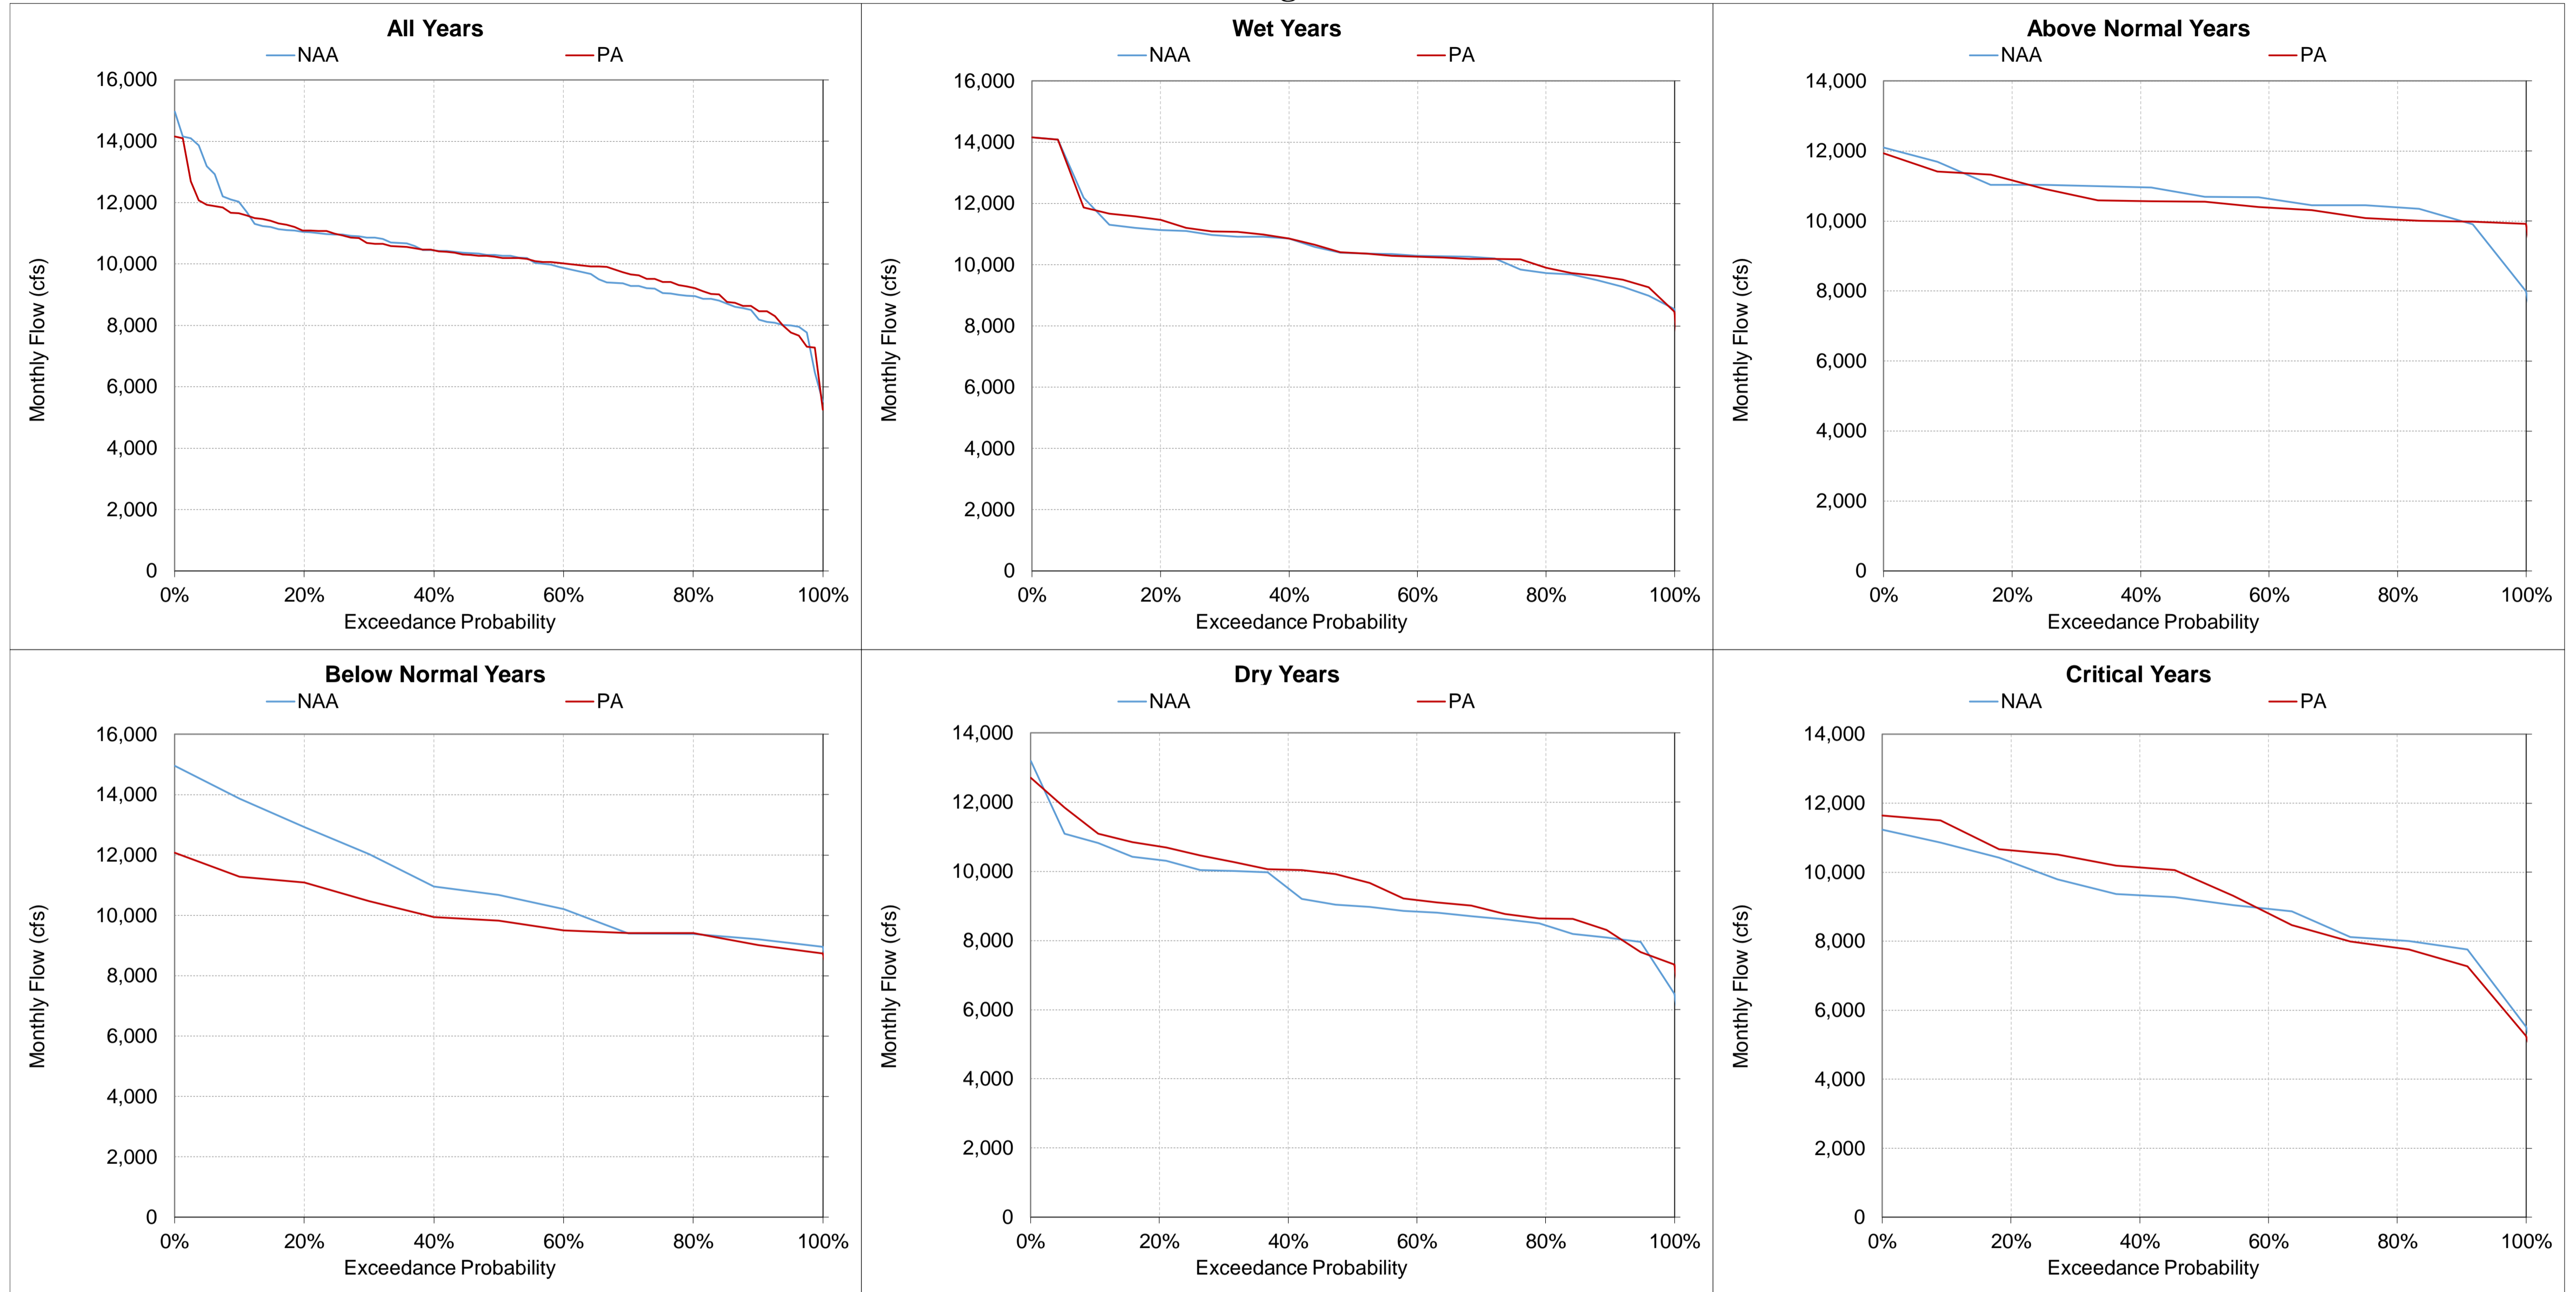 All Years
NAA PA
16,000
14,000
12,000
10,000
8,000
6,000
4,000
2,000
0
0% 20% 40% 60% 80% 100%
Monthly Flow (cfs)
Exceedance Probability
Wet Years
NAA PA
16,000
14,000
12,000
10,000
8,000
6,000
4,000
2,000
0
0% 20% 40% 60% 80% 100%
Monthly Flow (cfs)
Exceedance Probability
Above Normal Years
NAA PA
14,000
12,000
10,000
8,000
6,000
4,000
2,000
0
0% 20% 40% 60% 80% 100%
Monthly Flow (cfs)
Exceedance Probability
Below Normal Years
NAA PA
16,000
14,000
12,000
10,000
8,000
6,000
4,000
2,000
0
0% 20% 40% 60% 80% 100%
Monthly Flow (cfs)
Exceedance Probability
Dry Years
NAA PA
14,000
12,000
10,000
8,000
6,000
4,000
2,000
0
0% 20% 40% 60% 80% 100%
Monthly Flow (cfs)
Exceedance Probability
Critical Years
NAA PA
14,000
12,000
10,000
8,000
6,000
4,000
2,000
0
0% 20% 40% 60% 80% 100%
Monthly Flow (cfs)
Exceedance Probability